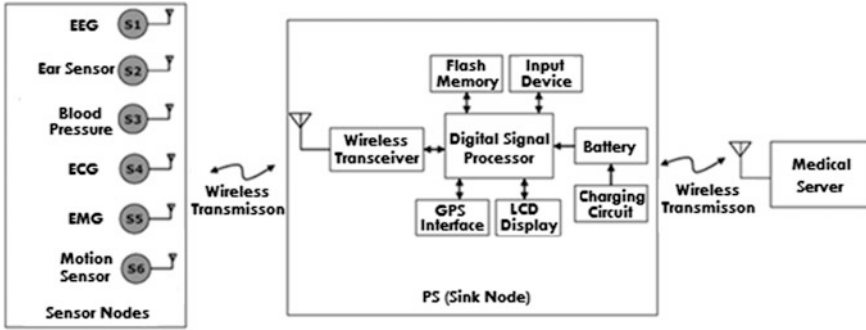 EEG
S1
Ear Sensor
S2
Blood
Pressure
S3
ECG
S4
EMG
S5
Motion
Sensor
S6
Sensor Nodes
Wireless
Transmisson
Flash
Memory
Input
Device
Wireless
Transceiver
Digital Signal
Processor
Battery
GPS
Interface
LCD
Display
Charging
Circuit
PS (Sink Node)
Wireless
Transmisson
Medical
Server